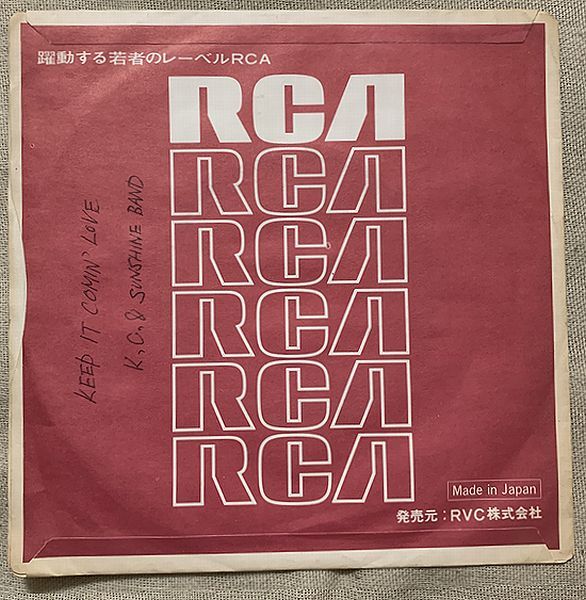 躍動する若者のレーベルRCA
RCA
RCA
RCA
RCA
RCA
RCA
KEEP IT COMIN' LOVE
K.C. & SUNSHINE BAND
Made in Japan
発売元:RVC株式会社